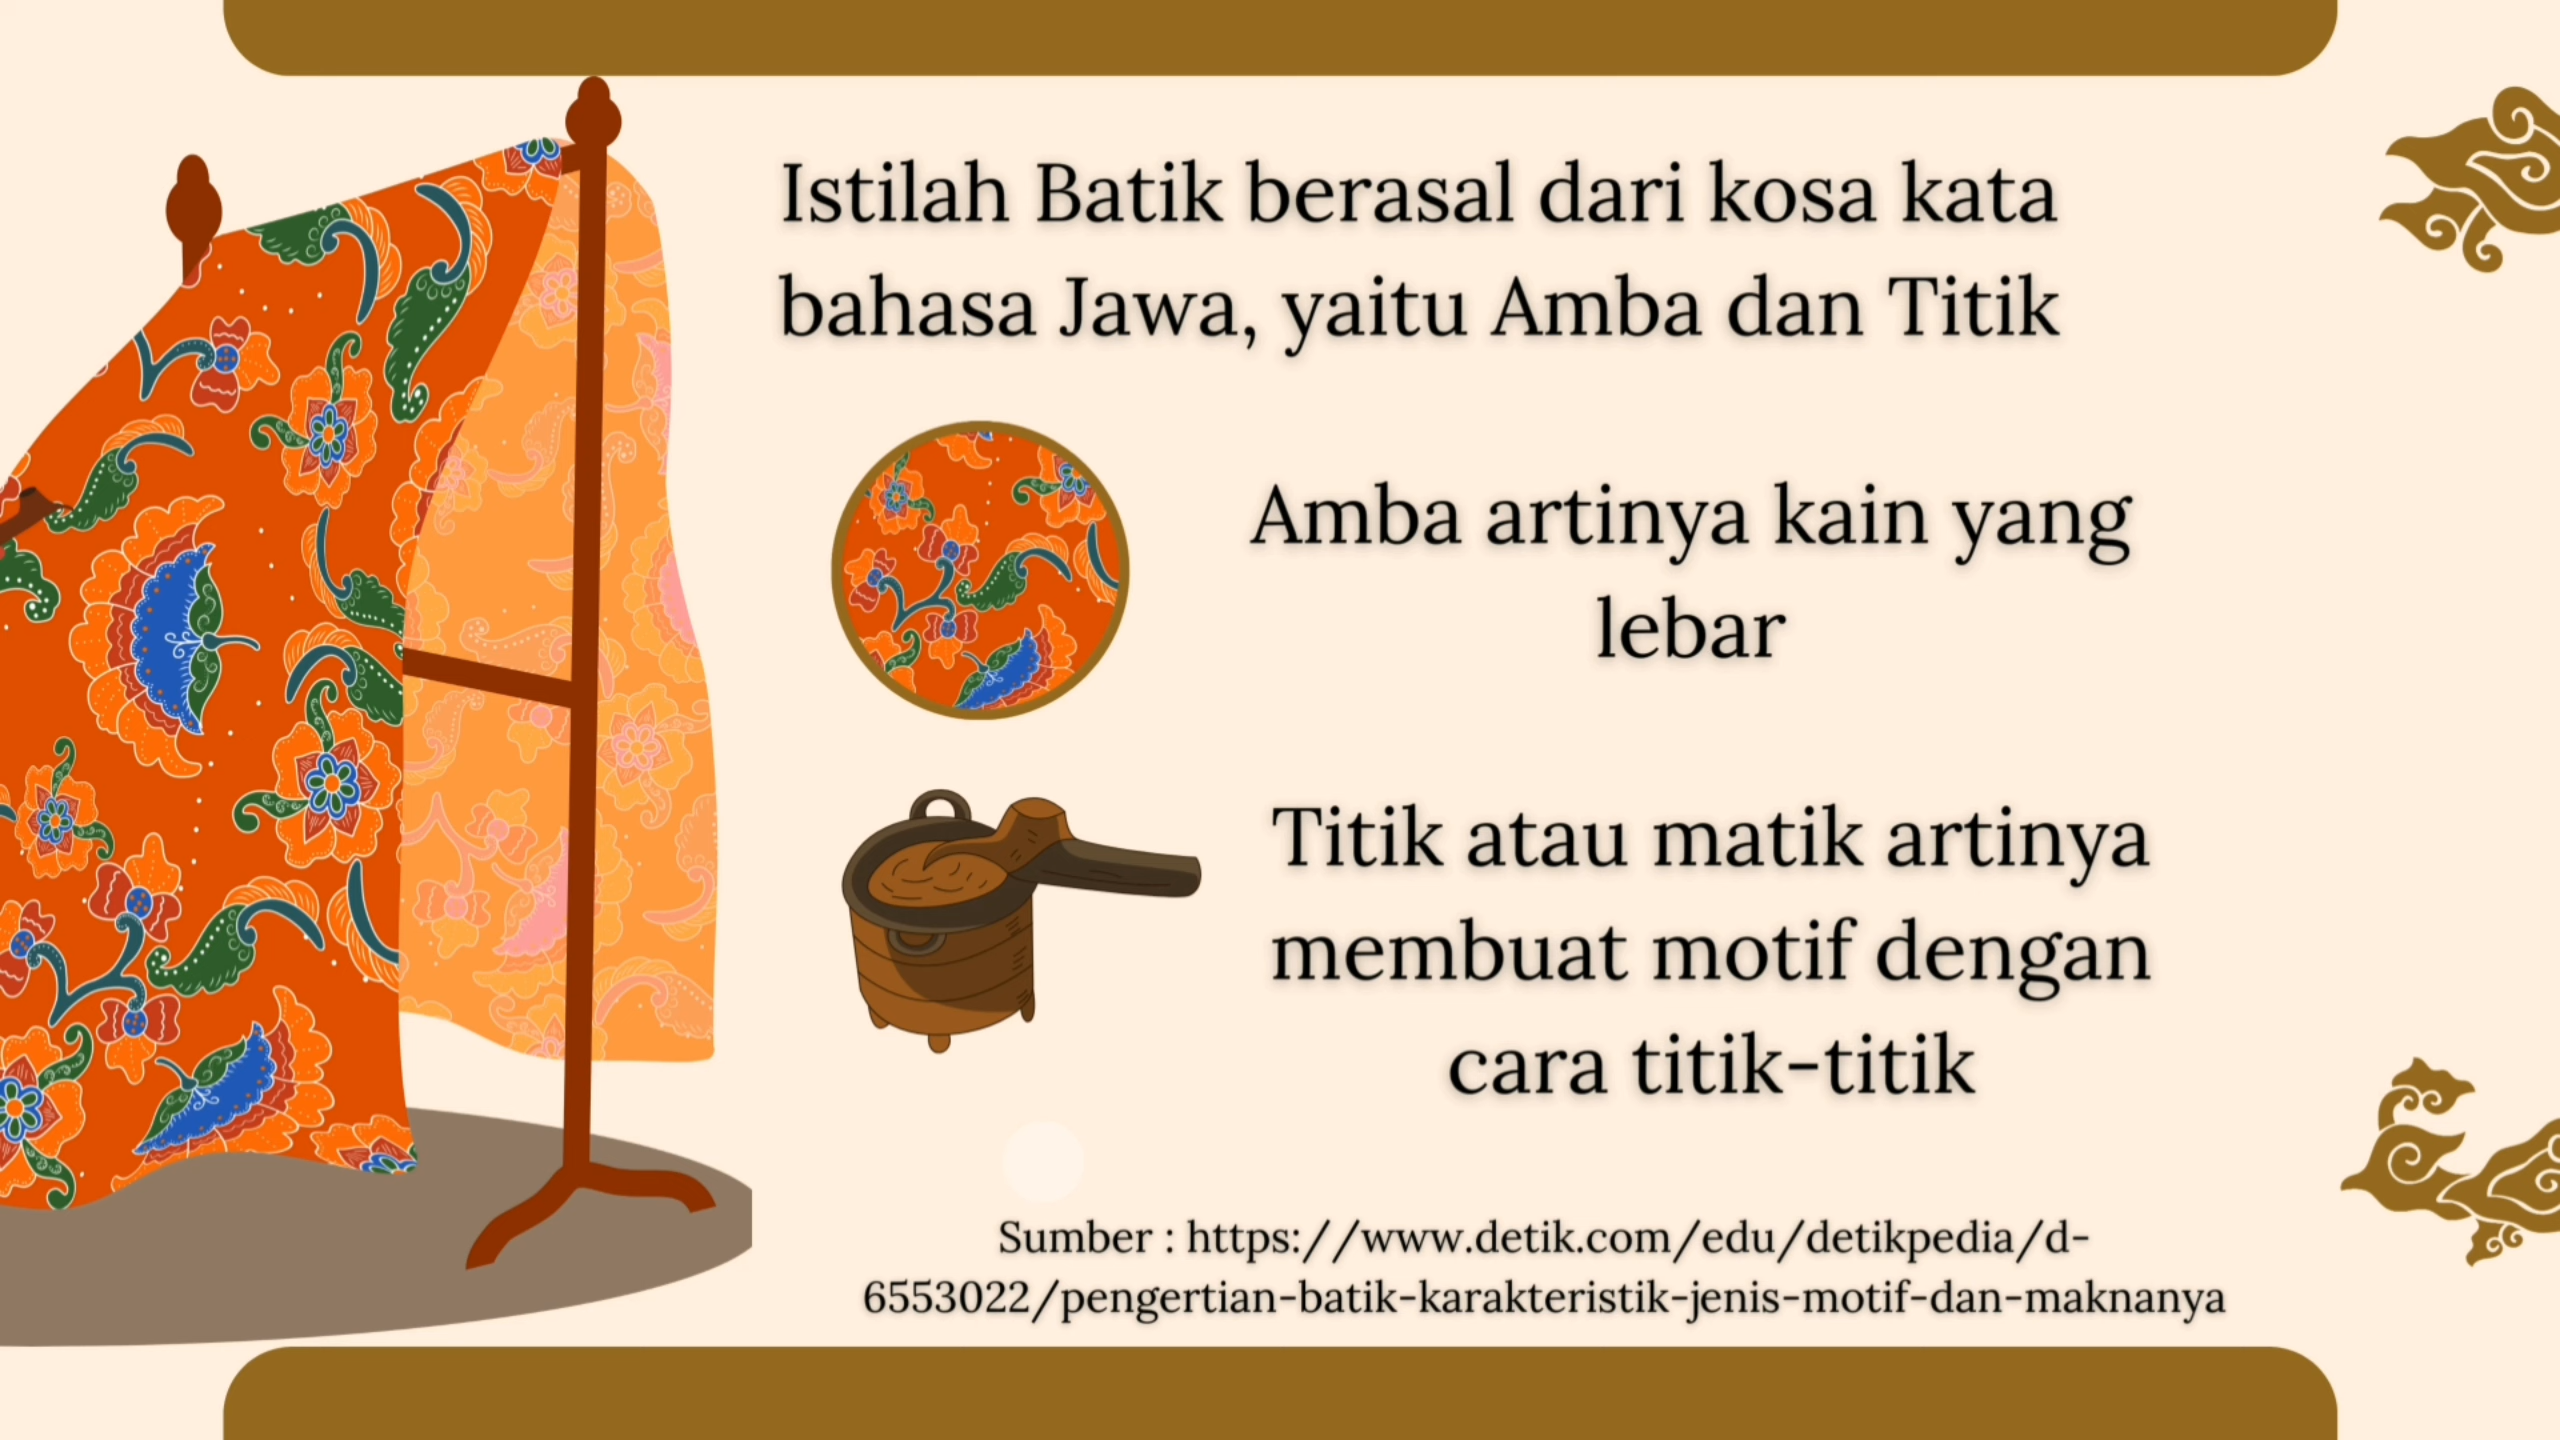 Istilah Batik berasal dari kosa kata
bahasa Jawa, yaitu Amba dan Titik
Amba artinya kain yang
lebar
Titik atau matik artinya
membuat motif dengan
cara titik-titik
Sumber : https://www.detik.com/edu/detikpedia/d-
6553022/pengertian-batik-karakteristik-jenis-motif-dan-maknanya